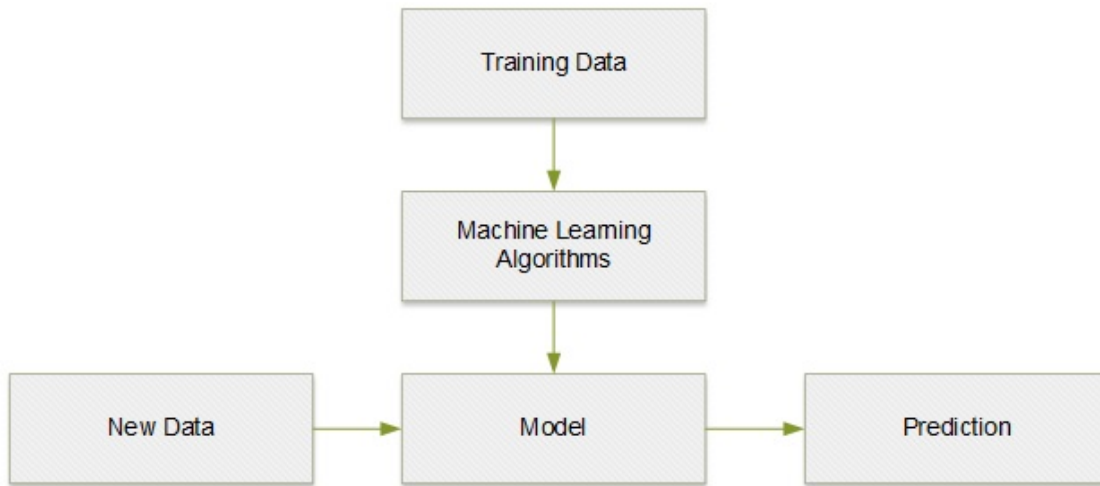 Training Data
Machine Learning
Algorithms
New Data
Model
Prediction